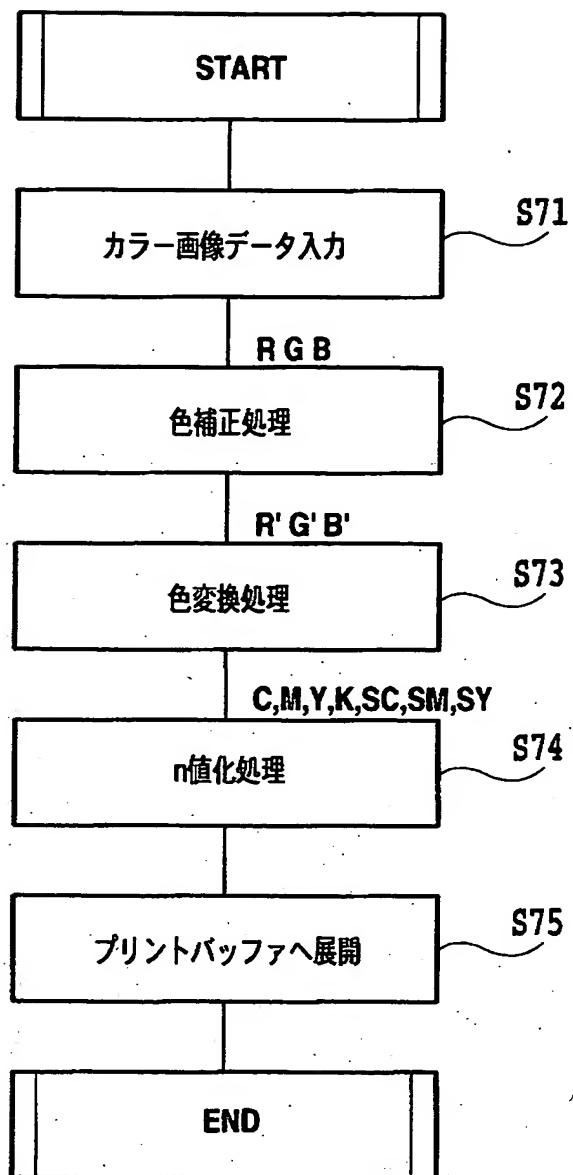 START
カラー画像データ入力
S71
R G B
色補正処理
S72
R' G' B'
色変換処理
S73
C,M,Y,K,SC,SM,SY
n値化処理
S74
プリントバッファへ展開
S75
END